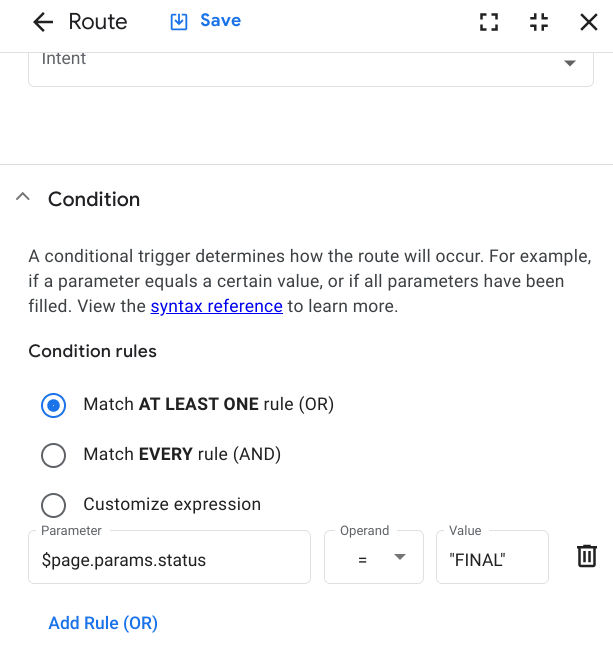 Route
Save
Intent
Condition
A conditional trigger determines how the route will occur. For example,
if a parameter equals a certain value, or if all parameters have been
filled. View the syntax reference to learn more.
Condition rules
Match AT LEAST ONE rule (OR)
Match EVERY rule (AND)
Customize expression
Parameter
$page.params.status
Operand
=
Value
"FINAL"
Add Rule (OR)